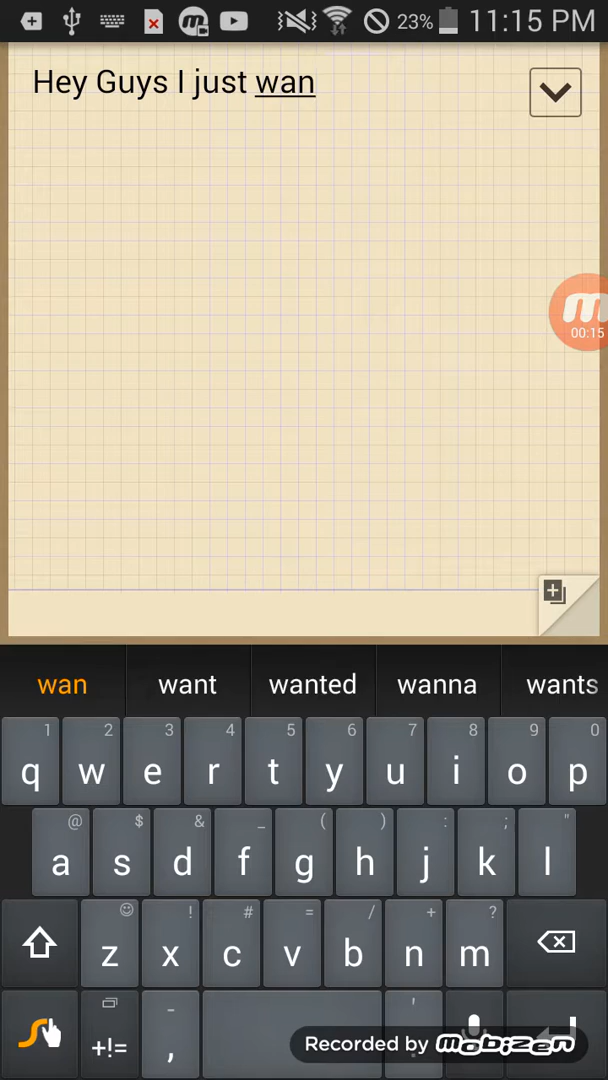 23% 11:15 PM
Hey Guys I just wan
00:15
wan want wanted wanna wants
1 2 3 4 5 6 7 8 9 0
q w e r t y u i o p
@ $ & _ ( ) : ; "
a s d f g h j k l
! # = / + ?
z x c v b n m
- '
+!= , .
Recorded by mobizen